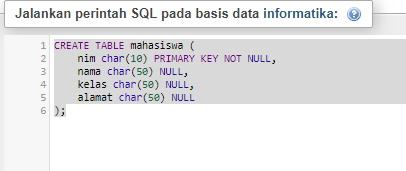 Jalankan perintah SQL pada basis data informatika:
1 CREATE TABLE mahasiswa (
2 nim char(10) PRIMARY KEY NOT NULL,
3 nama char(50) NULL,
4 kelas char(50) NULL,
5 alamat char(50) NULL
6 );